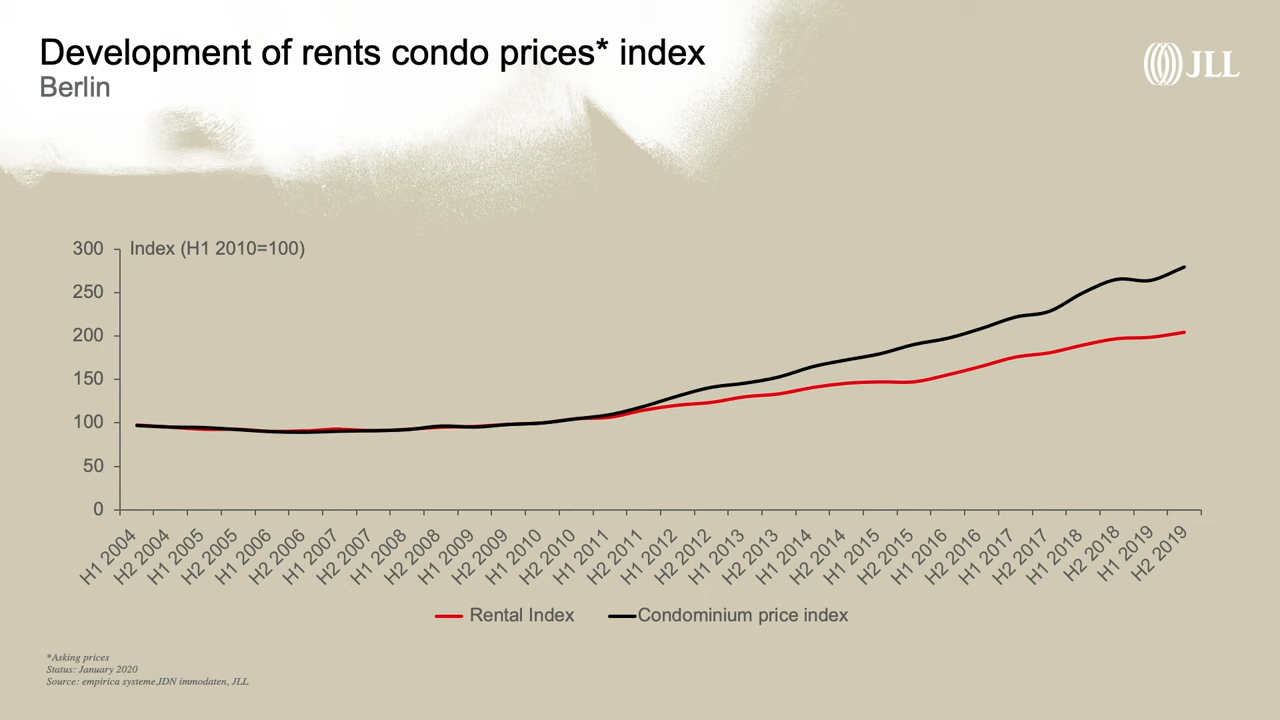 Development of rents condo prices* index
Berlin
JLL
Index (H1 2010=100)
300
250
200
150
100
50
0
H1 2004
H2 2004
H1 2005
H2 2005
H1 2006
H2 2006
H1 2007
H2 2007
H1 2008
H2 2008
H1 2009
H2 2009
H1 2010
H2 2010
H1 2011
H2 2011
H1 2012
H2 2012
H1 2013
H2 2013
H1 2014
H2 2014
H1 2015
H2 2015
H1 2016
H2 2016
H1 2017
H2 2017
H1 2018
H2 2018
H1 2019
H2 2019
Rental Index
Condominium price index
*Asking prices
Status: January 2020
Source: empirica systeme,IDN immodaten, JLL